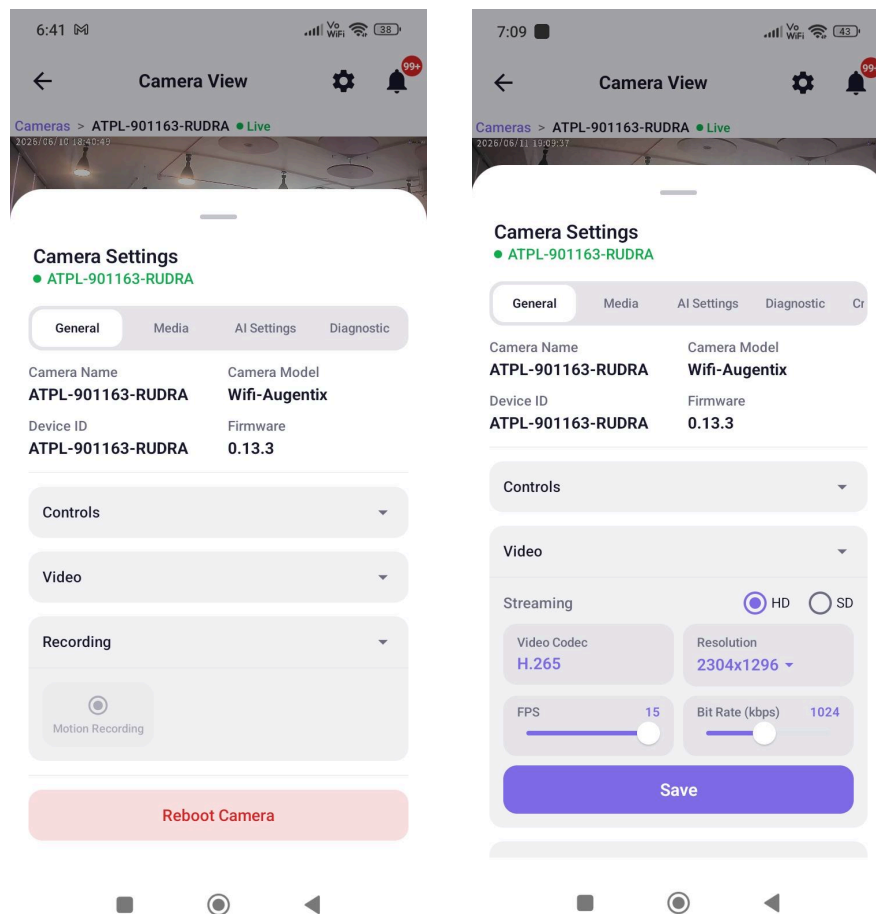 6:41
Vo
WiFi
38
Camera View
99+
Cameras > ATPL-901163-RUDRA Live
2026/06/10 18:40:49
Camera Settings
ATPL-901163-RUDRA
General Media AI Settings Diagnostic
Camera Name Camera Model
ATPL-901163-RUDRA Wifi-Augentix
Device ID Firmware
ATPL-901163-RUDRA 0.13.3
Controls
Video
Recording
Motion Recording
Reboot Camera
7:09
Vo
WiFi
43
Camera View
99+
Cameras > ATPL-901163-RUDRA Live
2026/06/11 19:09:37
Camera Settings
ATPL-901163-RUDRA
General Media AI Settings Diagnostic
Camera Name Camera Model
ATPL-901163-RUDRA Wifi-Augentix
Device ID Firmware
ATPL-901163-RUDRA 0.13.3
Controls
Video
Streaming HD SD
Video Codec Resolution
H.265 2304x1296
FPS 15 Bit Rate (kbps) 1024
Save